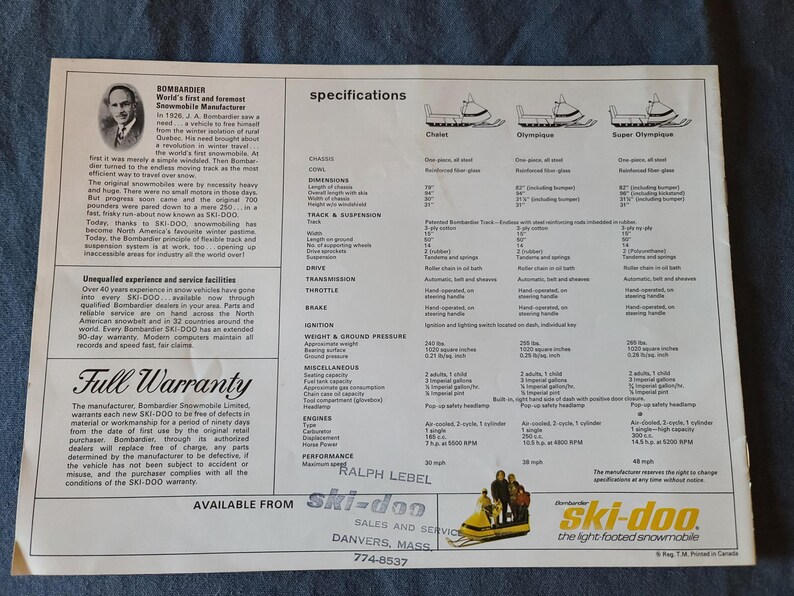 BOMBARDIER
World's first and foremost
Snowmobile Manufacturer
In 1926, J. A. Bombardier saw a
need . . . a vehicle to free himself
from the winter isolation of rural
Quebec. His need brought about
a revolution in winter travel . . .
the world's first snowmobile. At
first it was merely a simple windsled. Then Bombar-
dier turned to the endless moving track as the most
efficient way to travel over snow.
The original snowmobiles were by necessity heavy
and huge. There were no small motors in those days.
But progress soon came and the original 700
pounders were pared down to a mere 250 . . . in a
fast, frisky run-about now known as SKI-DOO.
Today, thanks to SKI-DOO, snowmobiling has
become North America's favourite winter pastime.
Today, the Bombardier principle of flexible track and
suspension system is at work, too . . . opening up
inaccessible areas for industry all the world over!
Unequalled experience and service facilities
Over 40 years experience in snow vehicles have gone
into every SKI-DOO . . . available now through
qualified Bombardier dealers in your area. Parts and
reliable service are on hand across the North
American snowbelt and in 32 countries around the
world. Every Bombardier SKI-DOO has an extended
90-day warranty. Modern computers maintain all
records and speed fast, fair claims.
Full Warranty
The manufacturer, Bombardier Snowmobile Limited,
warrants each new SKI-DOO to be free of defects in
material or workmanship for a period of ninety days
from the date of first use by the original retail
purchaser. Bombardier, through its authorized
dealers will replace free of charge, any parts
determined by the manufacturer to be defective, if
the vehicle has not been subject to accident or
misuse, and the purchaser complies with all the
conditions of the SKI-DOO warranty.
specifications
Chalet Olympique Super Olympique
CHASSIS One-piece, all steel One-piece, all steel One-piece, all steel
COWL Reinforced fiber-glass Reinforced fiber-glass Reinforced fiber-glass
DIMENSIONS
Length of chassis 79" 82" (including bumper) 82" (including bumper)
Overall length with skis 94" 94" 96" (including kickstand)
Width of chassis 30" 31¼" (including bumper) 31¼" (including bumper)
Height w/o windshield 31" 31" 31"
TRACK & SUSPENSION
Track Patented Bombardier Track—Endless with steel reinforcing rods imbedded in rubber.
3-ply cotton 3-ply cotton 3-ply ny-ply
Width 15" 15" 15"
Length on ground 50" 50" 50"
No. of supporting wheels 14 14 14
Drive sprockets 2 (rubber) 2 (rubber) 2 (Polyurethane)
Suspension Tandems and springs Tandems and springs Tandems and springs
DRIVE Roller chain in oil bath Roller chain in oil bath Roller chain in oil bath
TRANSMISSION Automatic, belt and sheaves Automatic, belt and sheaves Automatic, belt and sheaves
THROTTLE Hand-operated, on Hand-operated, on Hand-operated, on
steering handle steering handle steering handle
BRAKE Hand-operated, on Hand-operated, on Hand-operated, on
steering handle steering handle steering handle
IGNITION Ignition and lighting switch located on dash, individual key
WEIGHT & GROUND PRESSURE
Approximate weight 240 lbs. 255 lbs. 265 lbs.
Bearing surface 1020 square inches 1020 square inches 1020 square inches
Ground pressure 0.21 lb/sq. inch 0.25 lb/sq. inch 0.26 lb/sq. inch
MISCELLANEOUS
Seating capacity 2 adults, 1 child 2 adults, 1 child 2 adults, 1 child
Fuel tank capacity 3 Imperial gallons 3 Imperial gallons 3 Imperial gallons
Approximate gas consumption Imperial gallon/hr. Imperial gallon/hr. Imperial gallon/hr.
Chain case oil capacity Imperial pint Imperial pint Imperial pint
Tool compartment (glovebox) Built-in, right hand side of dash with positive door closure.
Headlamp Pop-up safety headlamp Pop-up safety headlamp Pop-up safety headlamp
ENGINES
Type Air-cooled, 2-cycle, 1 cylinder Air-cooled, 2-cycle, 1 cylinder Air-cooled, 2-cycle, 1 cylinder
Carburetor 1 single 1 single 1 single—high capacity
Displacement 165 c.c. 250 c.c. 300 c.c.
Horse Power 7 h.p. at 5500 RPM 10.5 h.p. at 4800 RPM 14.5 h.p. at 5200 RPM
PERFORMANCE
Maximum speed 30 mph 38 mph 48 mph
The manufacturer reserves the right to change
specifications at any time without notice.
AVAILABLE FROM
RALPH LEBEL
ski-doo
SALES AND SERVICE
DANVERS, MASS.
774-8537
Bombardier
ski-doo®
the light-footed snowmobile
® Reg. T.M. Printed in Canada